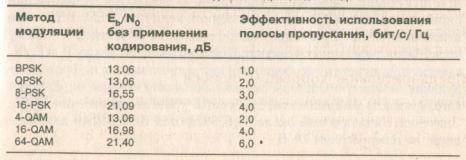 Метод модуляции Eb/N0 без применения кодирования, дБ Эффективность использования полосы пропускания, бит/с/ Гц
BPSK 13,06 1,0
QPSK 13,06 2,0
8-PSK 16,55 3,0
16-PSK 21,09 4,0
4-QAM 13,06 2,0
16-QAM 16,98 4,0
64-QAM 21,40 6,0